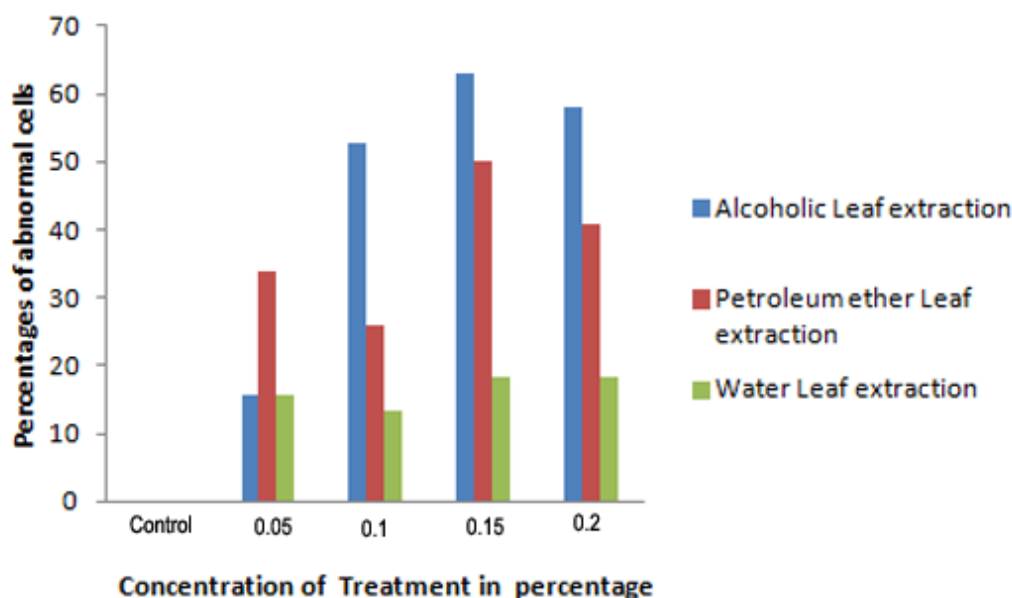 70
60
50
40
30
20
10
0
Percentages of abnormal cells
Control 0.05 0.1 0.15 0.2
Concentration of Treatment in percentage
Alcoholic Leaf extraction
Petroleum ether Leaf
extraction
Water Leaf extraction